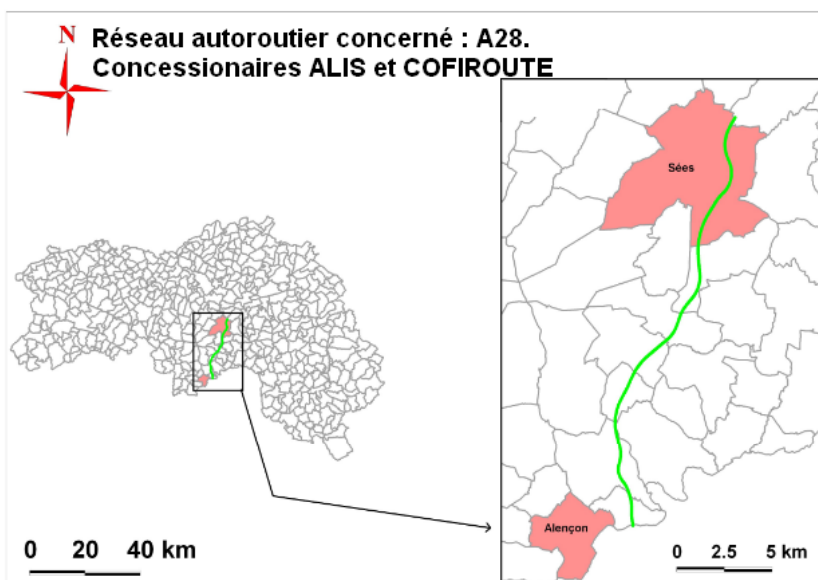 N
Réseau autoroutier concerné : A28.
Concessionaires ALIS et COFIROUTE
Sées
Alençon
0 20 40 km
0 2.5 5 km